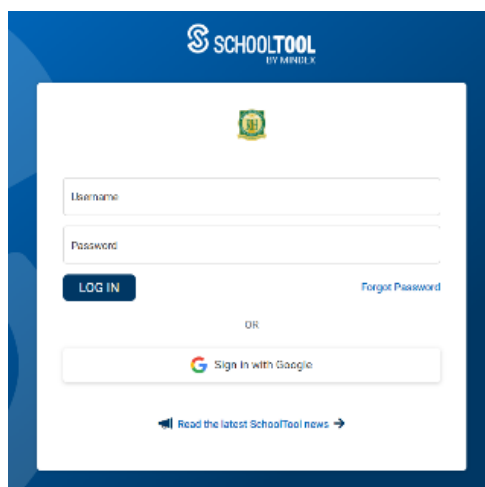 SCHOOLTOOL
BY MINDEX
Username
Password
LOG IN
Forgot Password
OR
Sign in with Google
Read the latest SchoolTool news